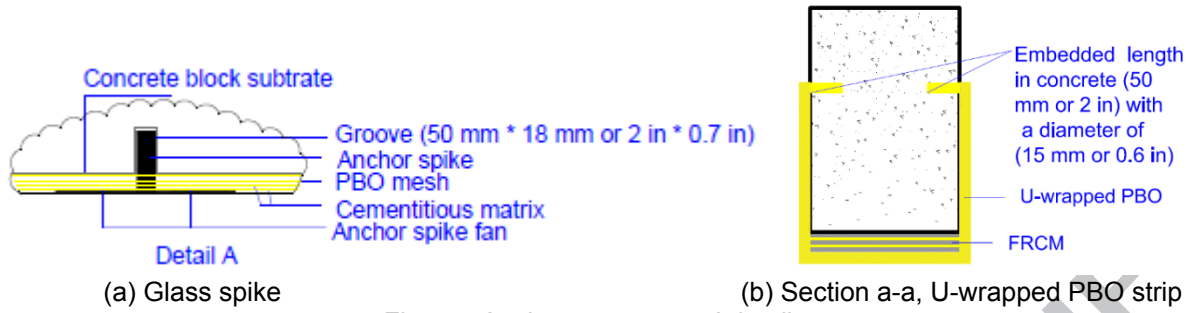 Concrete block subtrate
Groove (50 mm * 18 mm or 2 in * 0.7 in)
Anchor spike
PBO mesh
Cementitious matrix
Anchor spike fan
Detail A
(a) Glass spike
Embedded length
in concrete (50
mm or 2 in) with
a diameter of
(15 mm or 0.6 in)
U-wrapped PBO
FRCM
(b) Section a-a, U-wrapped PBO strip